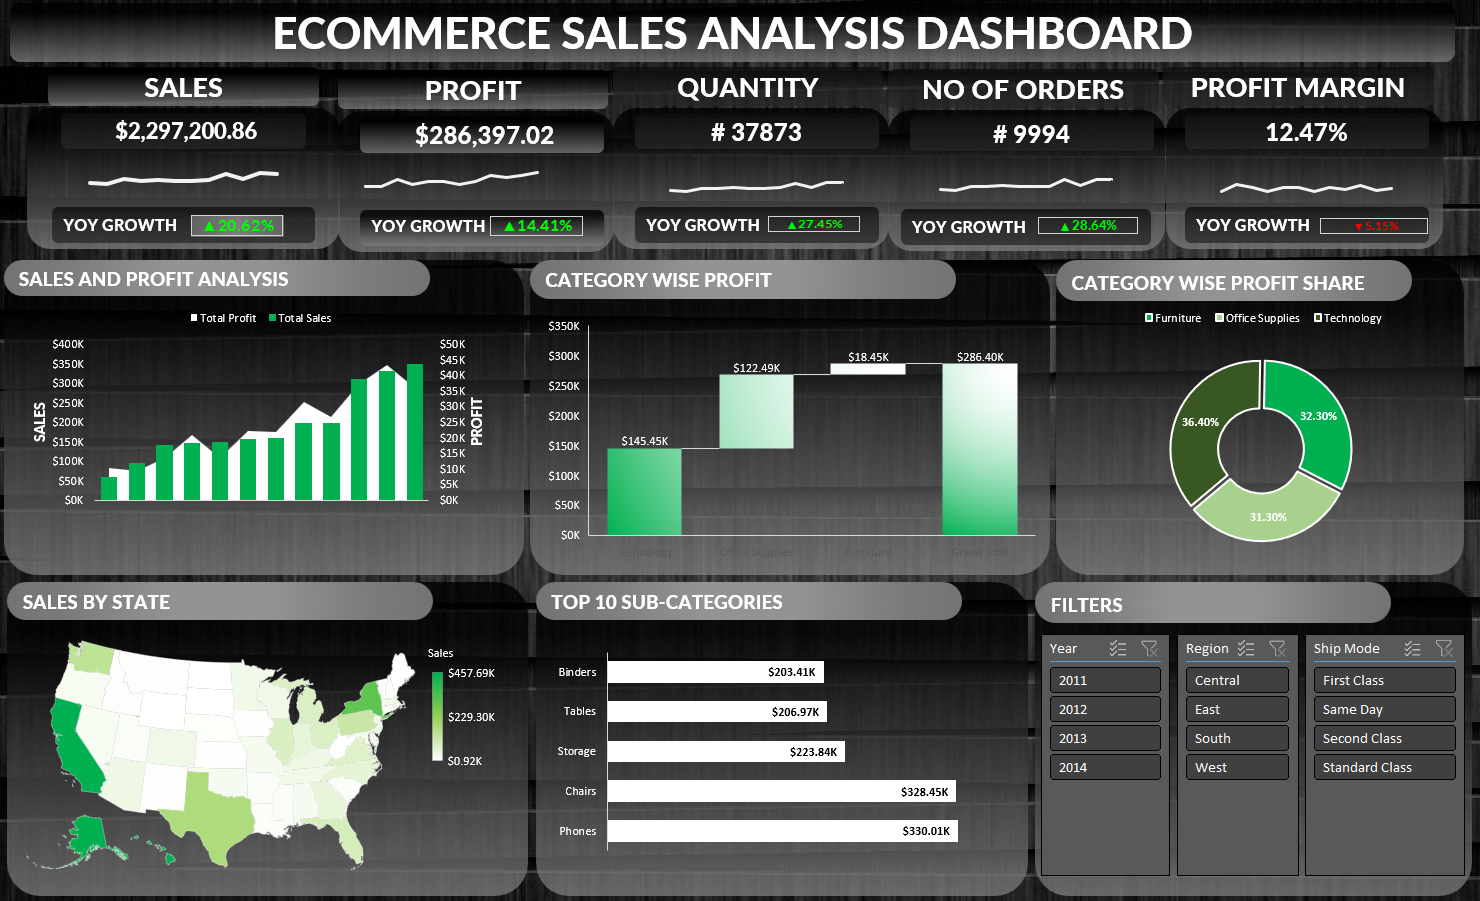 ECOMMERCE SALES ANALYSIS DASHBOARD
SALES
$2,297,200.86
YOY GROWTH ▲20.62%
PROFIT
$286,397.02
YOY GROWTH ▲14.41%
QUANTITY
# 37873
YOY GROWTH ▲27.45%
NO OF ORDERS
# 9994
YOY GROWTH ▲28.64%
PROFIT MARGIN
12.47%
YOY GROWTH ▼5.15%
SALES AND PROFIT ANALYSIS
Total Profit Total Sales
SALES
$400K
$350K
$300K
$250K
$200K
$150K
$100K
$50K
$0K
$50K
$45K
$40K
$35K
$30K
$25K
$20K
$15K
$10K
$5K
$0K
PROFIT
CATEGORY WISE PROFIT
$350K
$300K
$250K
$200K
$150K
$100K
$50K
$0K
$145.45K
$122.49K
$18.45K
$286.40K
Technology Office Supplies Furniture Grand Total
CATEGORY WISE PROFIT SHARE
Furniture Office Supplies Technology
36.40%
32.30%
31.30%
SALES BY STATE
Sales
$457.69K
$229.30K
$0.92K
TOP 10 SUB-CATEGORIES
Binders $203.41K
Tables $206.97K
Storage $223.84K
Chairs $328.45K
Phones $330.01K
FILTERS
Year
2011
2012
2013
2014
Region
Central
East
South
West
Ship Mode
First Class
Same Day
Second Class
Standard Class